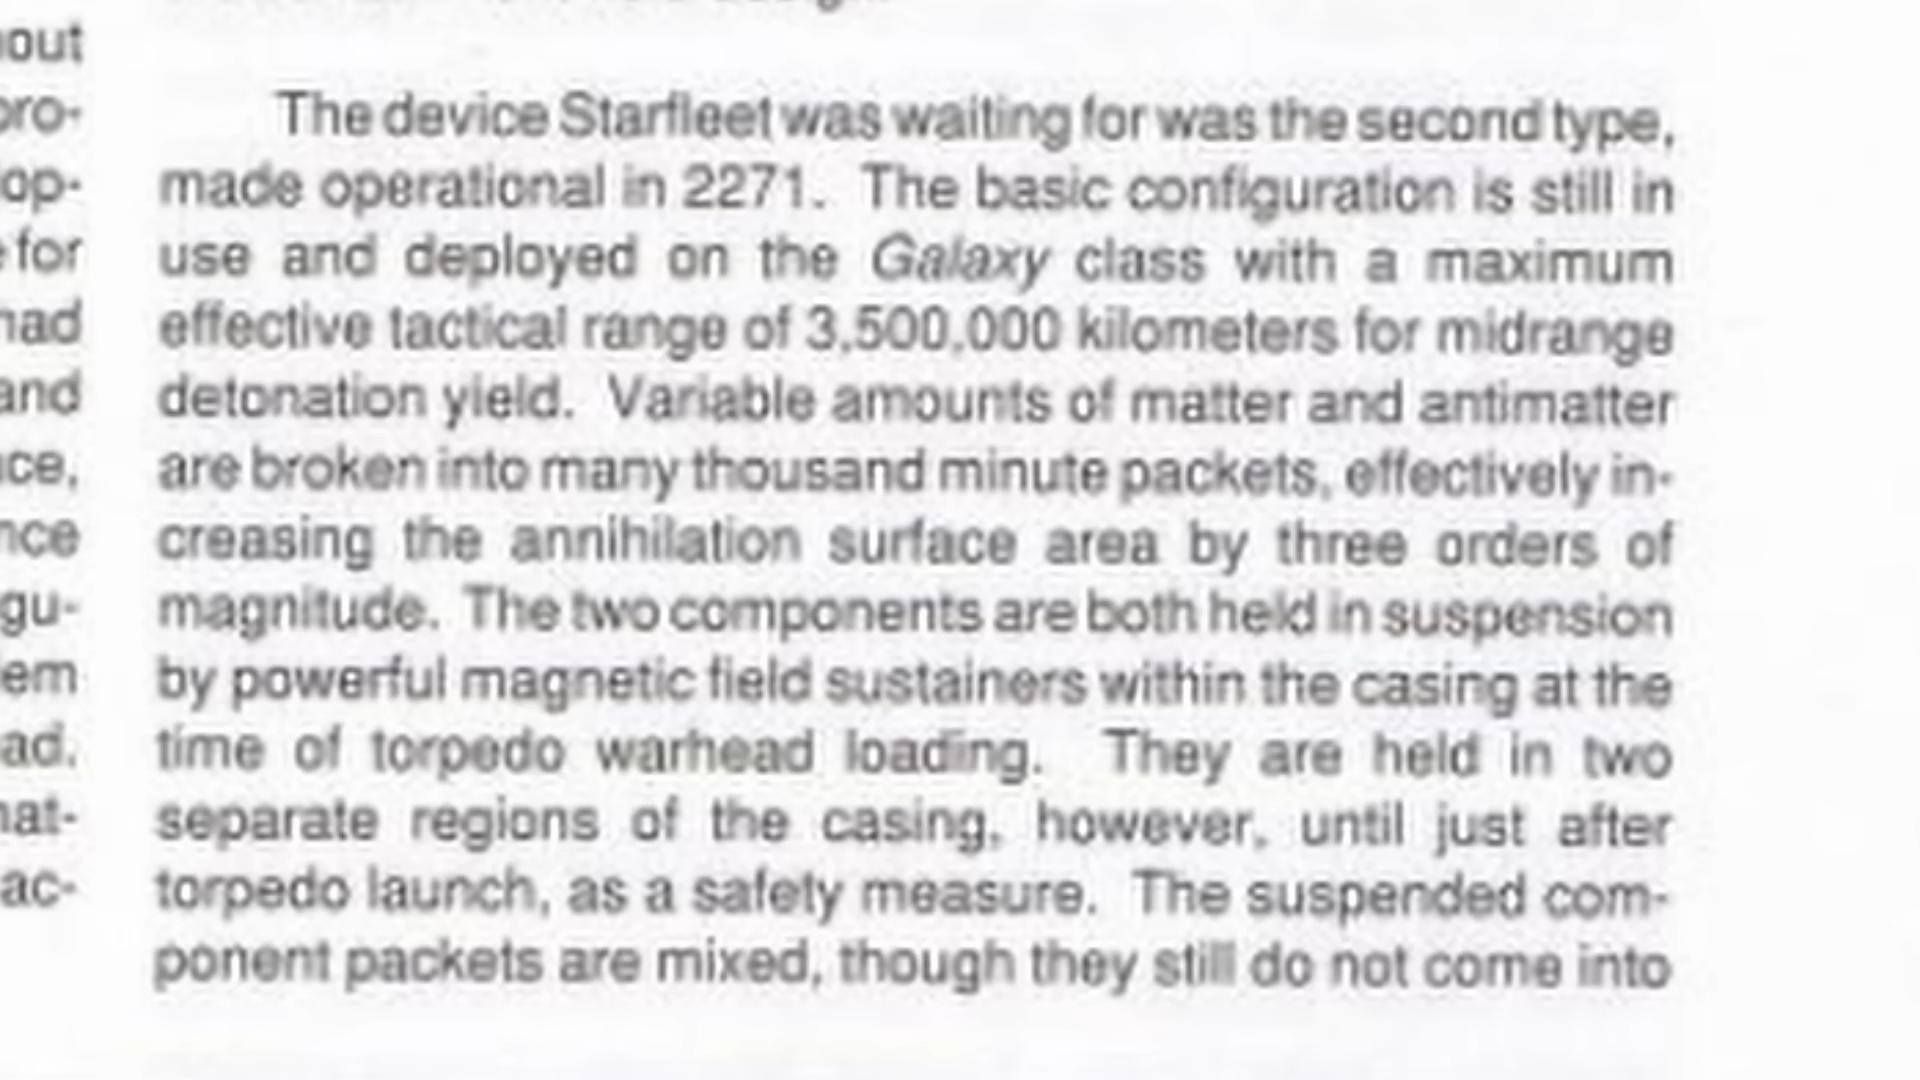 out
pro-
op-
for
had
and
ce,
nce
gu-
em
ad.
nat-
ac-
The device Starfleet was waiting for was the second type,
made operational in 2271. The basic configuration is still in
use and deployed on the Galaxy class with a maximum
effective tactical range of 3,500,000 kilometers for midrange
detonation yield. Variable amounts of matter and antimatter
are broken into many thousand minute packets, effectively in-
creasing the annihilation surface area by three orders of
magnitude. The two components are both held in suspension
by powerful magnetic field sustainers within the casing at the
time of torpedo warhead loading. They are held in two
separate regions of the casing, however, until just after
torpedo launch, as a safety measure. The suspended com-
ponent packets are mixed, though they still do not come into